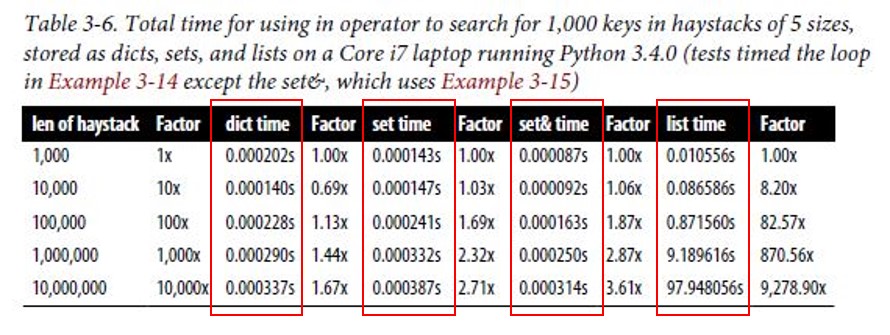 Table 3-6. Total time for using in operator to search for 1,000 keys in haystacks of 5 sizes,
stored as dicts, sets, and lists on a Core i7 laptop running Python 3.4.0 (tests timed the loop
in Example 3-14 except the set&, which uses Example 3-15)
len of haystack Factor dict time Factor set time Factor set& time Factor list time Factor
1,000 1x 0.000202s 1.00x 0.000143s 1.00x 0.000087s 1.00x 0.010556s 1.00x
10,000 10x 0.000140s 0.69x 0.000147s 1.03x 0.000092s 1.06x 0.086586s 8.20x
100,000 100x 0.000228s 1.13x 0.000241s 1.69x 0.000163s 1.87x 0.871560s 82.57x
1,000,000 1,000x 0.000290s 1.44x 0.000332s 2.32x 0.000250s 2.87x 9.189616s 870.56x
10,000,000 10,000x 0.000337s 1.67x 0.000387s 2.71x 0.000314s 3.61x 97.948056s 9,278.90x